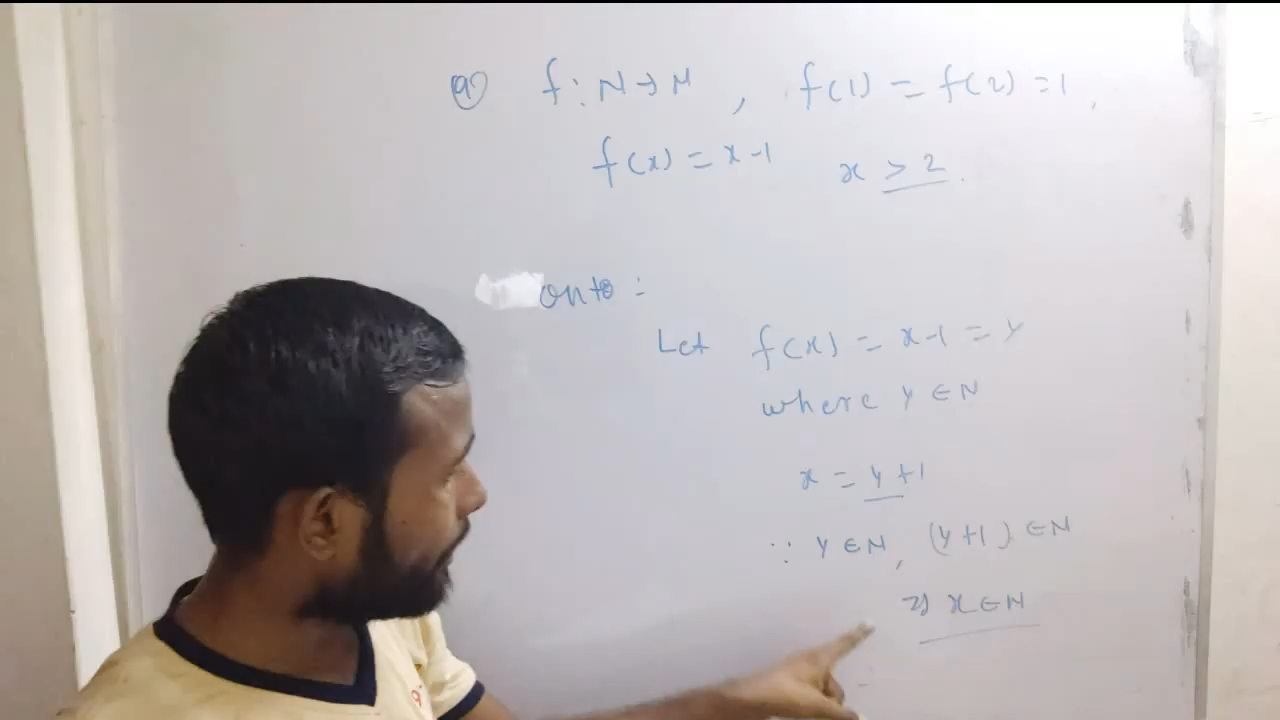 Q. f : N → N , f(1) = f(2) = 1 ,
f(x) = x - 1 x > 2 .
onto :
Let f(x) = x - 1 = y
where y ∈ N
x = y + 1
∵ y ∈ N , (y + 1) ∈ N
⇒ x ∈ N